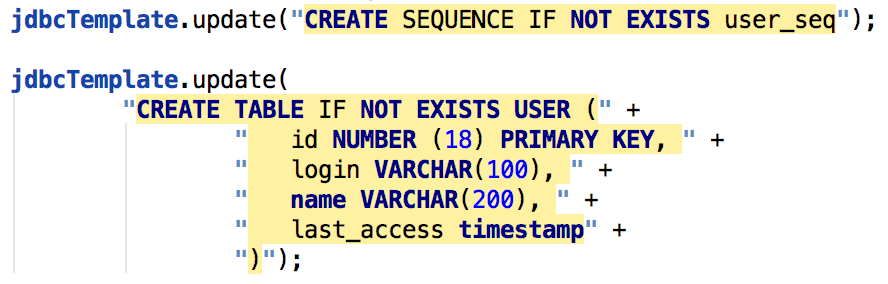 jdbcTemplate.update("CREATE SEQUENCE IF NOT EXISTS user_seq");
jdbcTemplate.update(
"CREATE TABLE IF NOT EXISTS USER (" +
"   id NUMBER (18) PRIMARY KEY, " +
"   login VARCHAR(100), " +
"   name VARCHAR(200), " +
"   last_access timestamp" +
")");